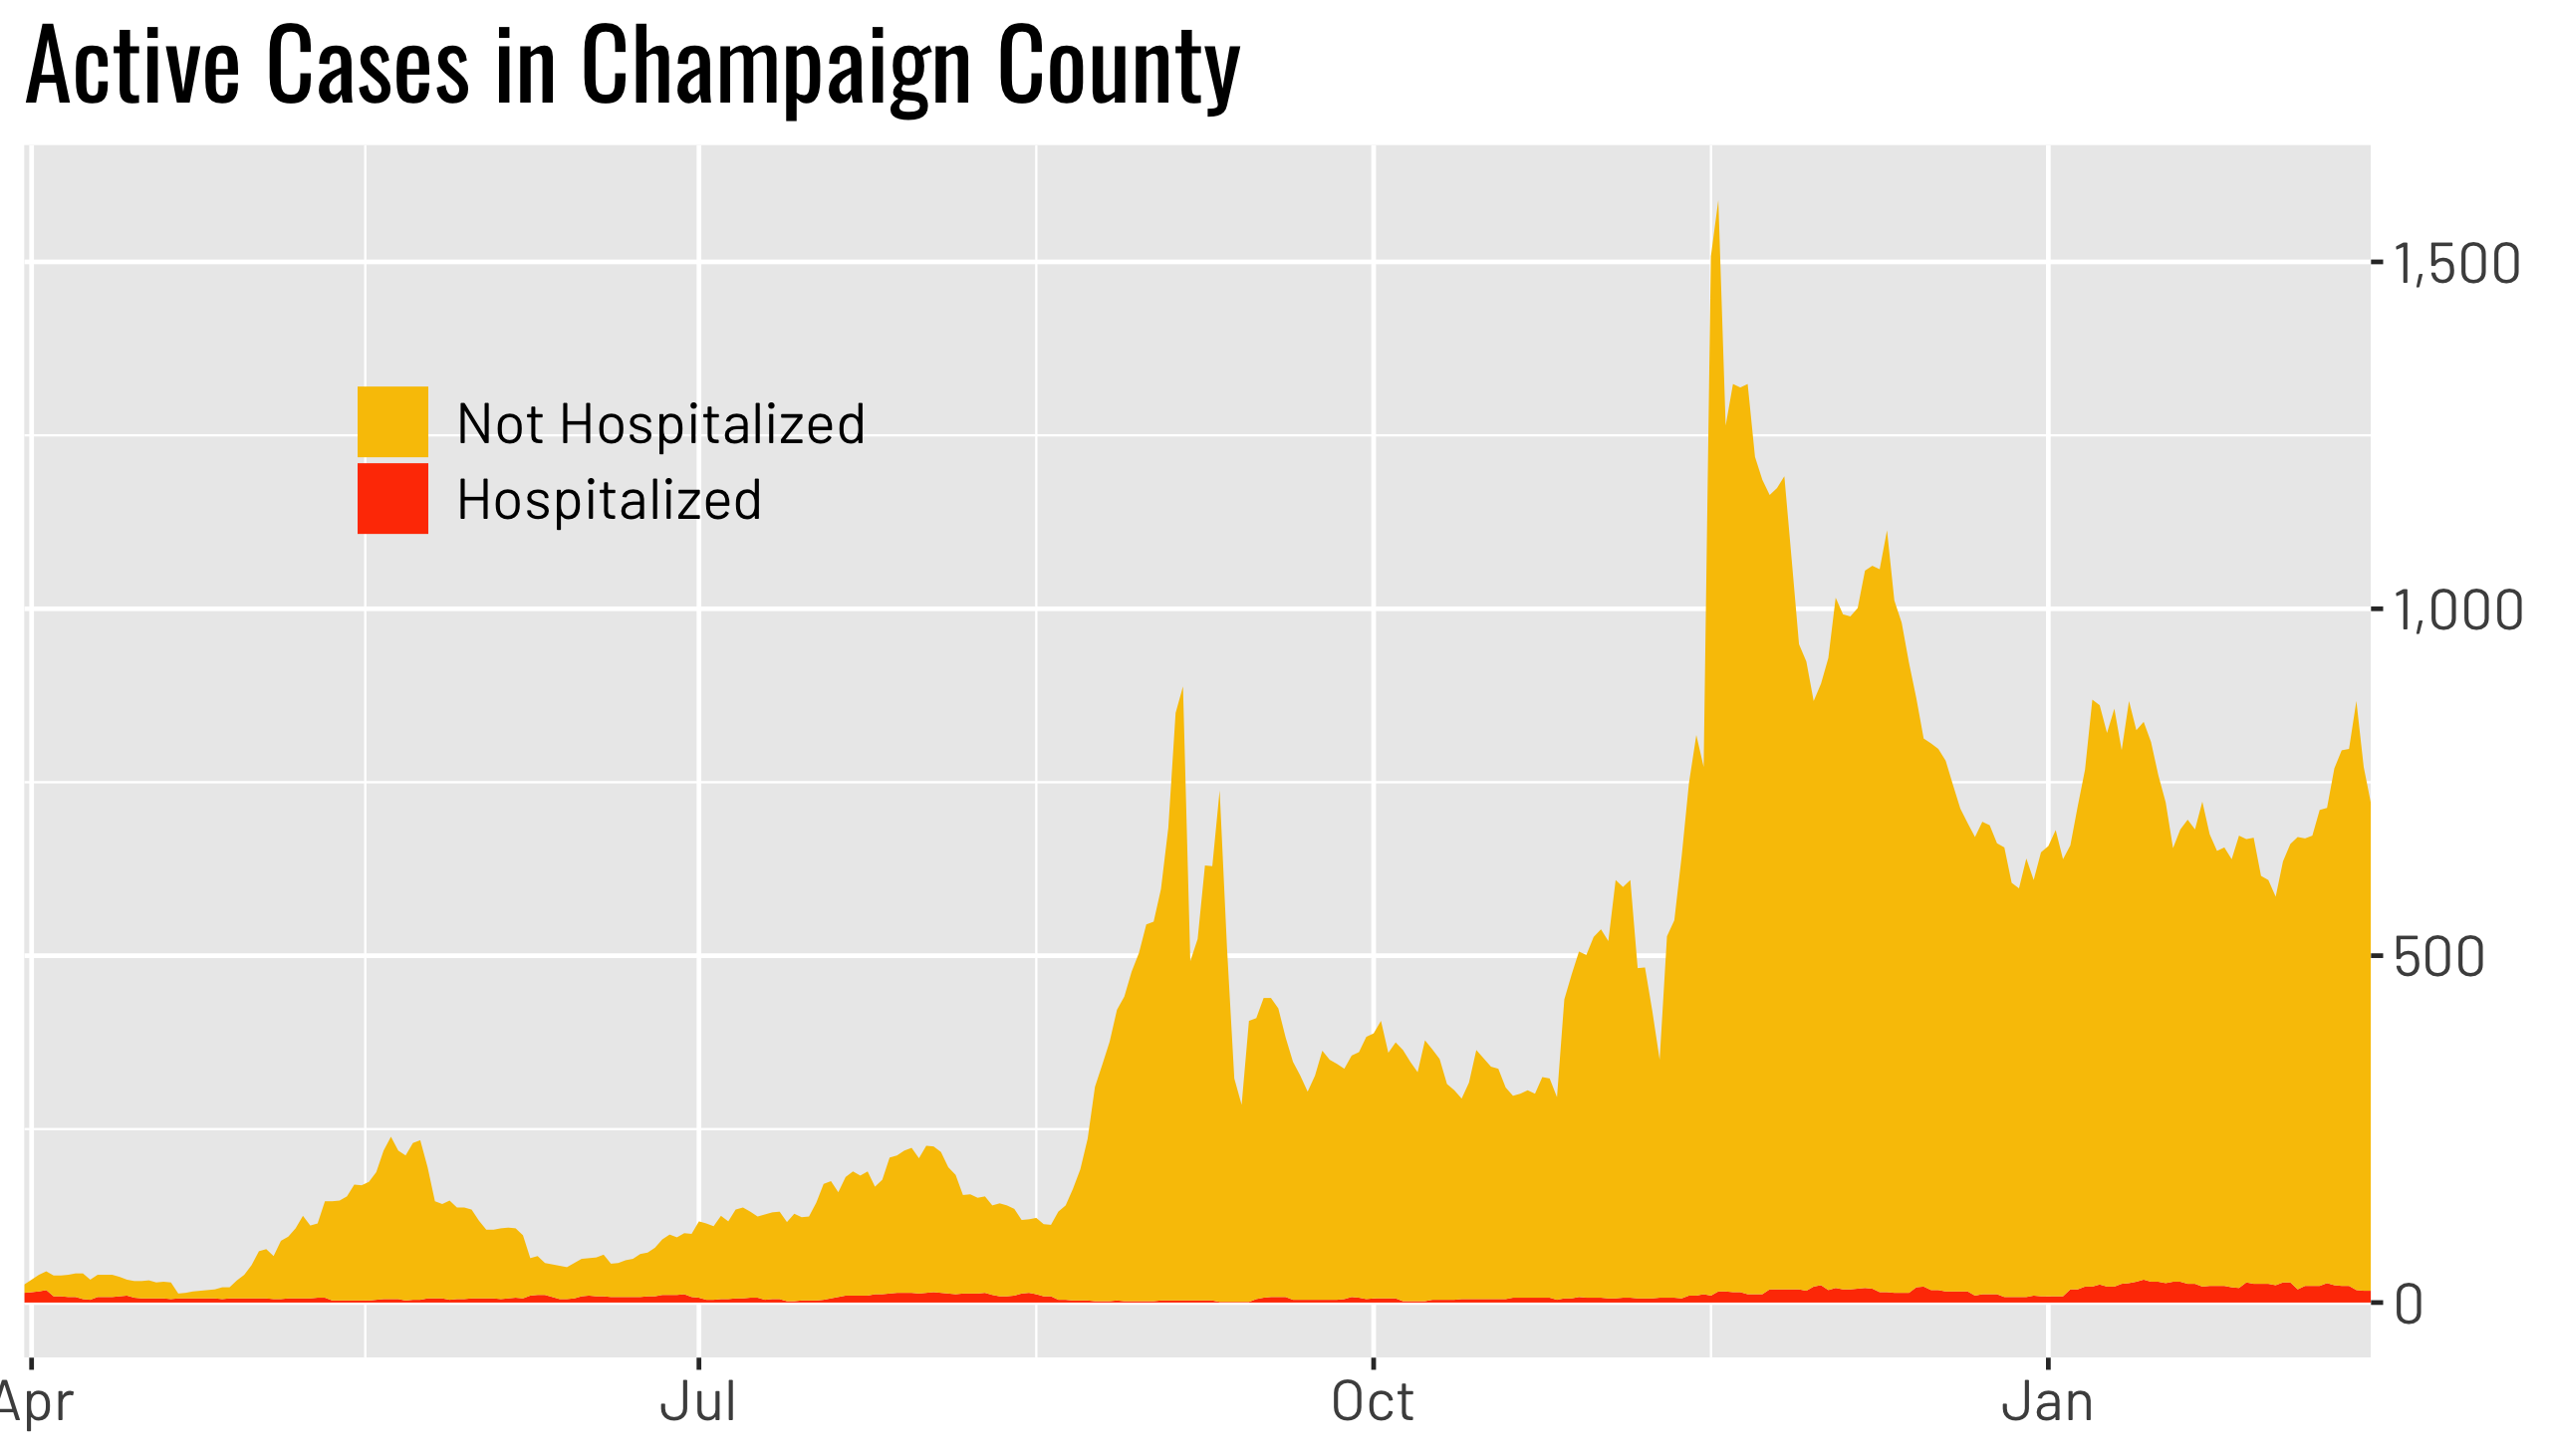 Active Cases in Champaign County
1,500
Not Hospitalized
Hospitalized
1,000
500
0
Apr Jul Oct Jan